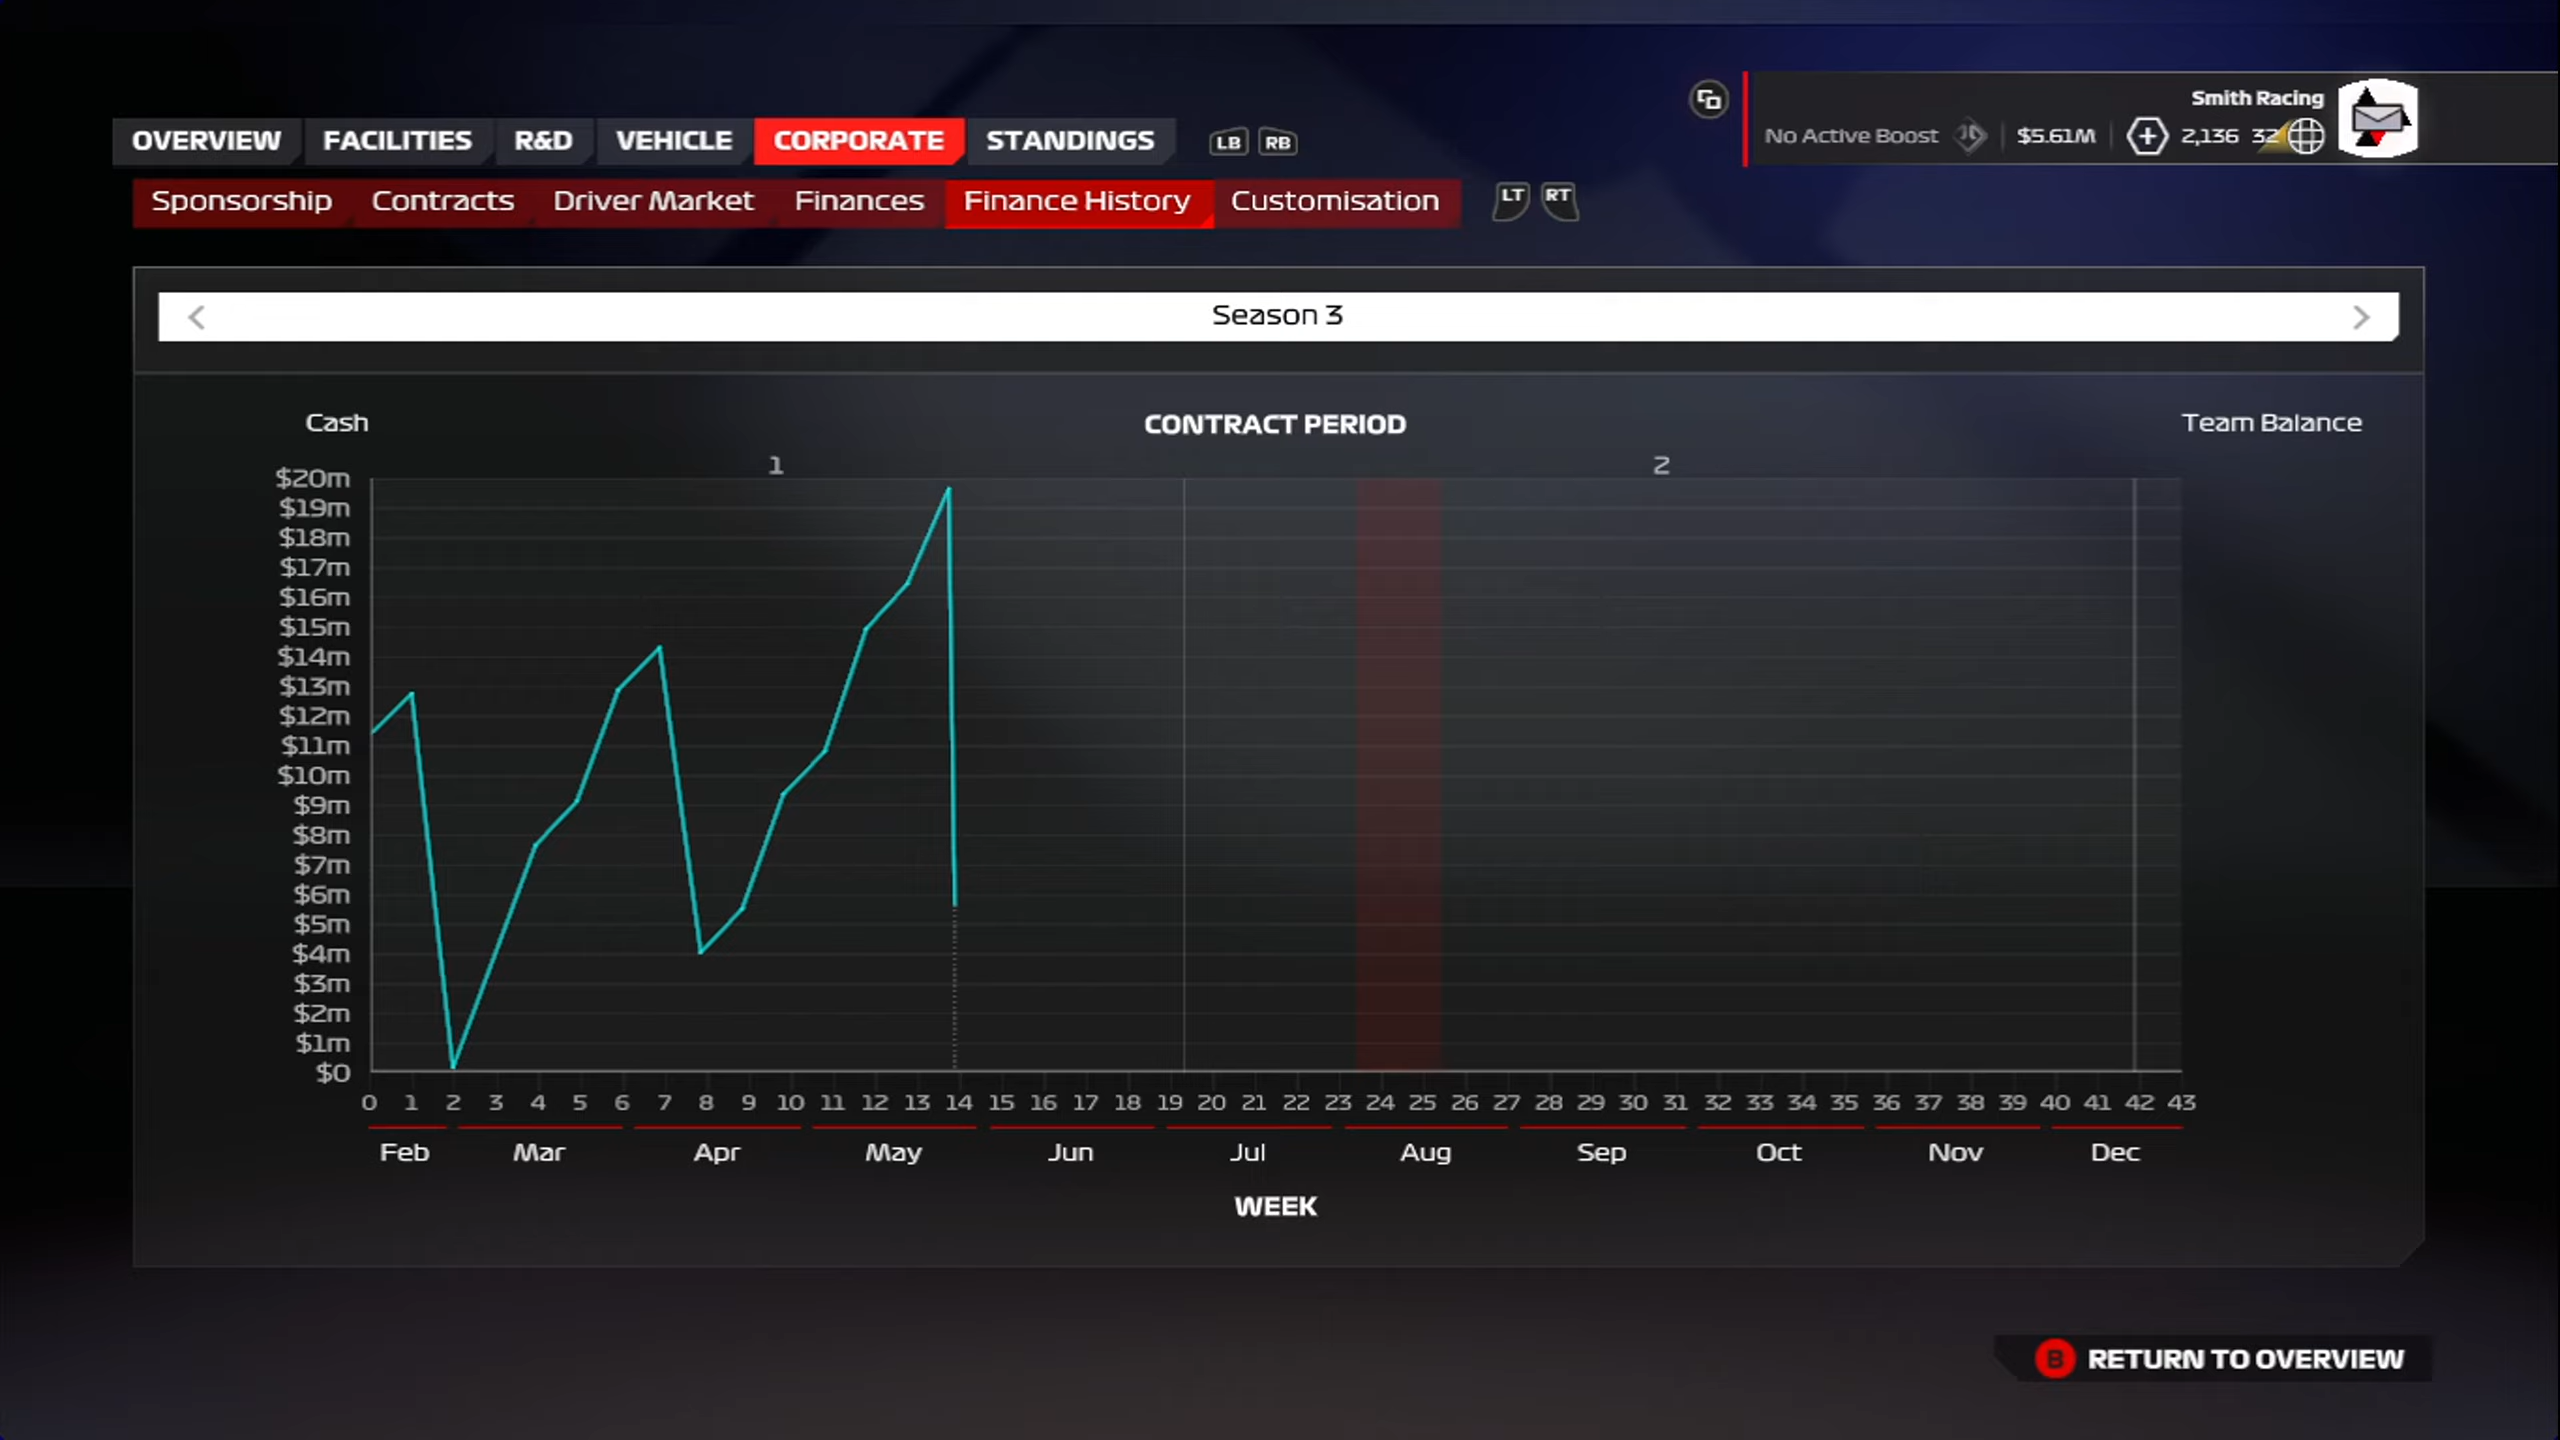 Smith Racing
OVERVIEW FACILITIES R&D VEHICLE CORPORATE STANDINGS LB RB
No Active Boost $5.61M 2,136 32
Sponsorship Contracts Driver Market Finances Finance History Customisation LT RT
Season 3
Cash CONTRACT PERIOD Team Balance
1 2
$20m
$19m
$18m
$17m
$16m
$15m
$14m
$13m
$12m
$11m
$10m
$9m
$8m
$7m
$6m
$5m
$4m
$3m
$2m
$1m
$0
0 1 2 3 4 5 6 7 8 9 10 11 12 13 14 15 16 17 18 19 20 21 22 23 24 25 26 27 28 29 30 31 32 33 34 35 36 37 38 39 40 41 42 43
Feb Mar Apr May Jun Jul Aug Sep Oct Nov Dec
WEEK
B RETURN TO OVERVIEW